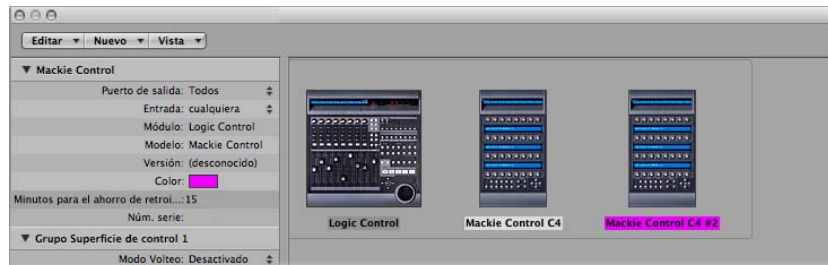 Editar Nuevo Vista
Mackie Control
Puerto de salida: Todos
Entrada: cualquiera
Módulo: Logic Control
Modelo: Mackie Control
Versión: (desconocido)
Color:
Minutos para el ahorro de retroi...:15
Núm. serie:
Grupo Superficie de control 1
Modo Volteo: Desactivado
Logic Control
Mackie Control C4
Mackie Control C4 #2